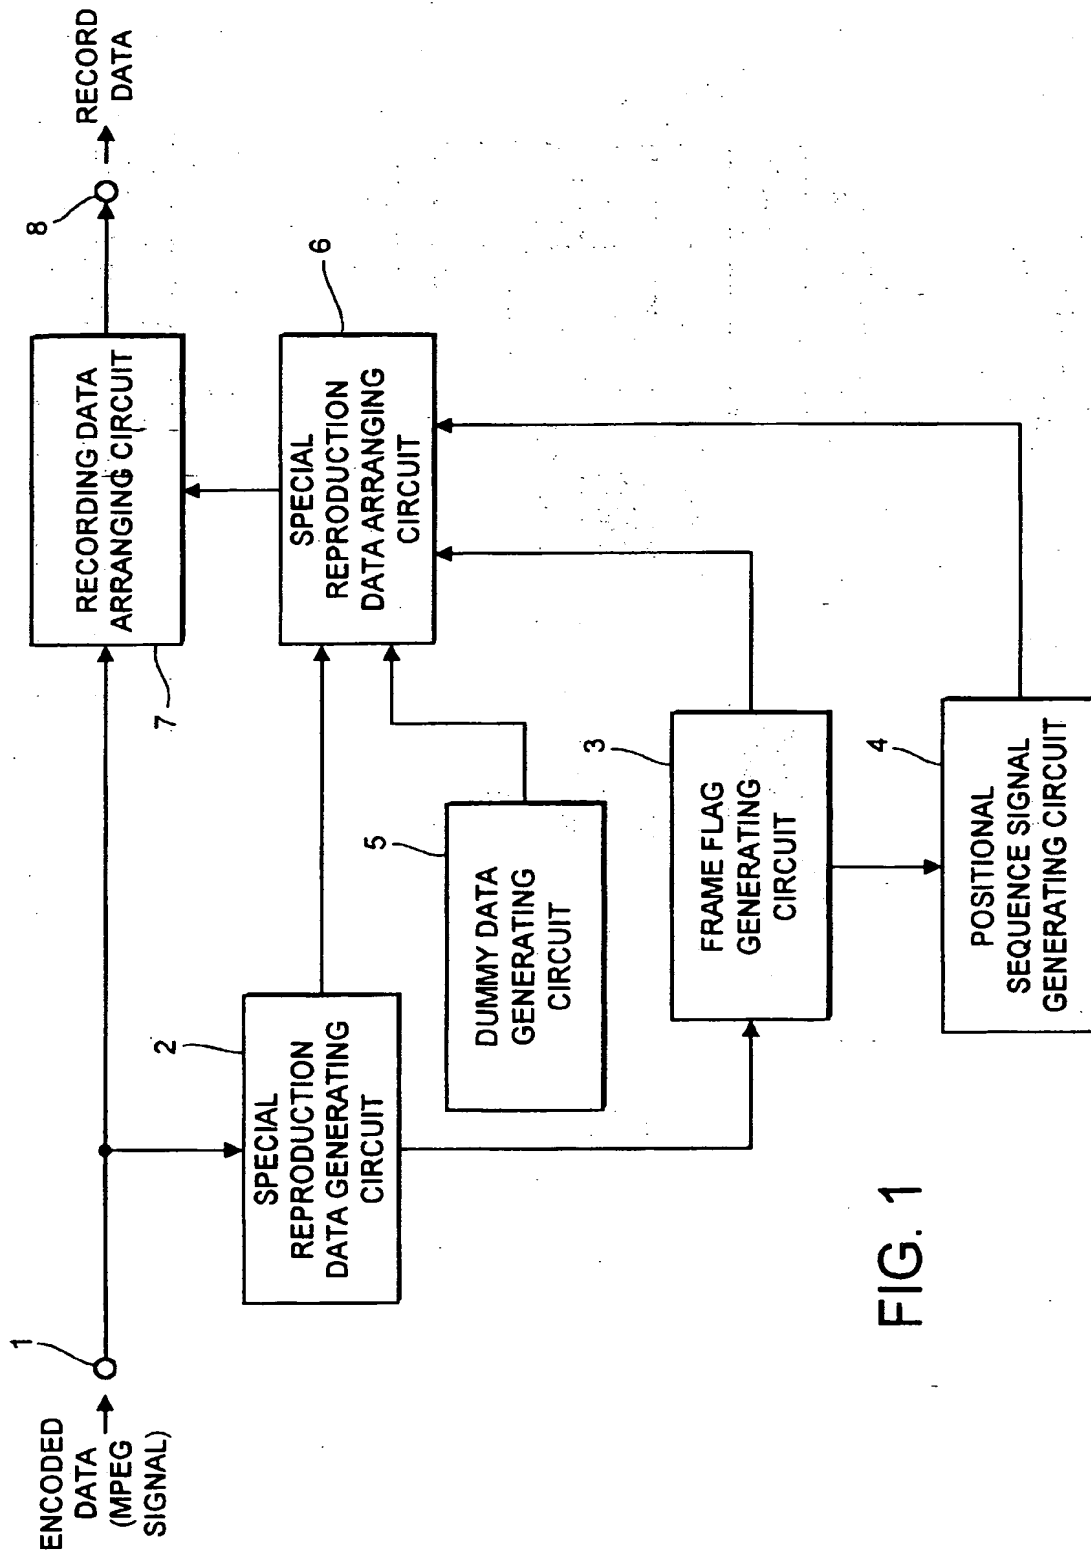 ENCODED
DATA
(MPEG
SIGNAL)
1
RECORDING DATA
ARRANGING CIRCUIT
7
8
RECORD
DATA
2
SPECIAL
REPRODUCTION
DATA GENERATING
CIRCUIT
6
SPECIAL
REPRODUCTION
DATA ARRANGING
CIRCUIT
5
DUMMY DATA
GENERATING
CIRCUIT
3
FRAME FLAG
GENERATING
CIRCUIT
4
POSITIONAL
SEQUENCE SIGNAL
GENERATING CIRCUIT
FIG. 1